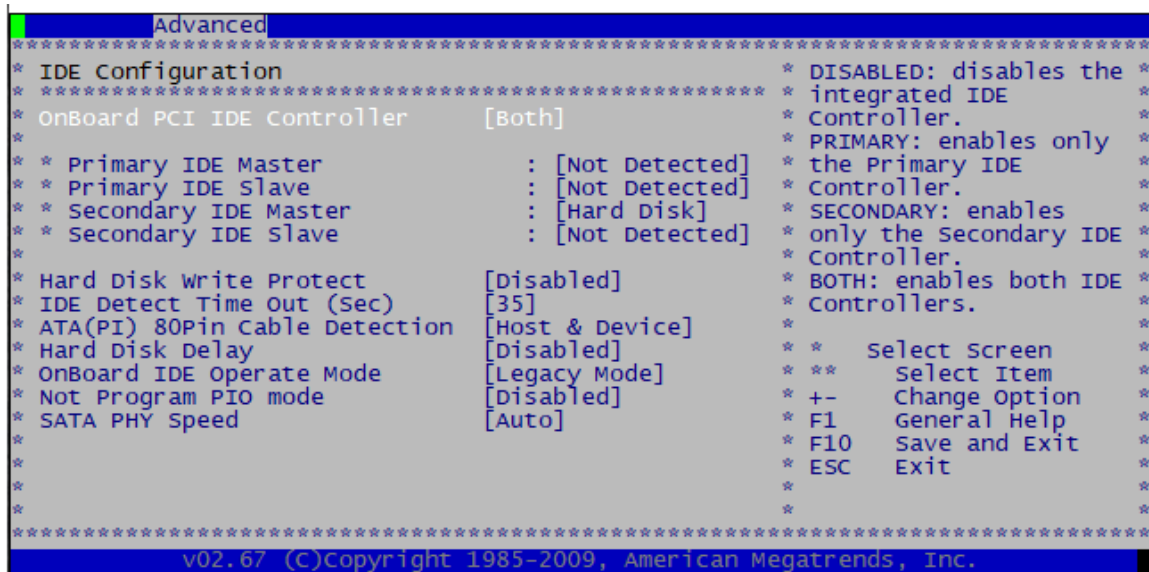 Advanced
IDE Configuration
OnBoard PCI IDE Controller [Both]
* Primary IDE Master : [Not Detected]
* Primary IDE Slave : [Not Detected]
* Secondary IDE Master : [Hard Disk]
* Secondary IDE Slave : [Not Detected]
Hard Disk Write Protect [Disabled]
IDE Detect Time Out (Sec) [35]
ATA(PI) 80Pin Cable Detection [Host & Device]
Hard Disk Delay [Disabled]
OnBoard IDE Operate Mode [Legacy Mode]
Not Program PIO mode [Disabled]
SATA PHY Speed [Auto]
DISABLED: disables the
integrated IDE
Controller.
PRIMARY: enables only
the Primary IDE
Controller.
SECONDARY: enables
only the Secondary IDE
Controller.
BOTH: enables both IDE
Controllers.
* Select Screen
** Select Item
+- Change Option
F1 General Help
F10 Save and Exit
ESC Exit
v02.67 (C)Copyright 1985-2009, American Megatrends, Inc.